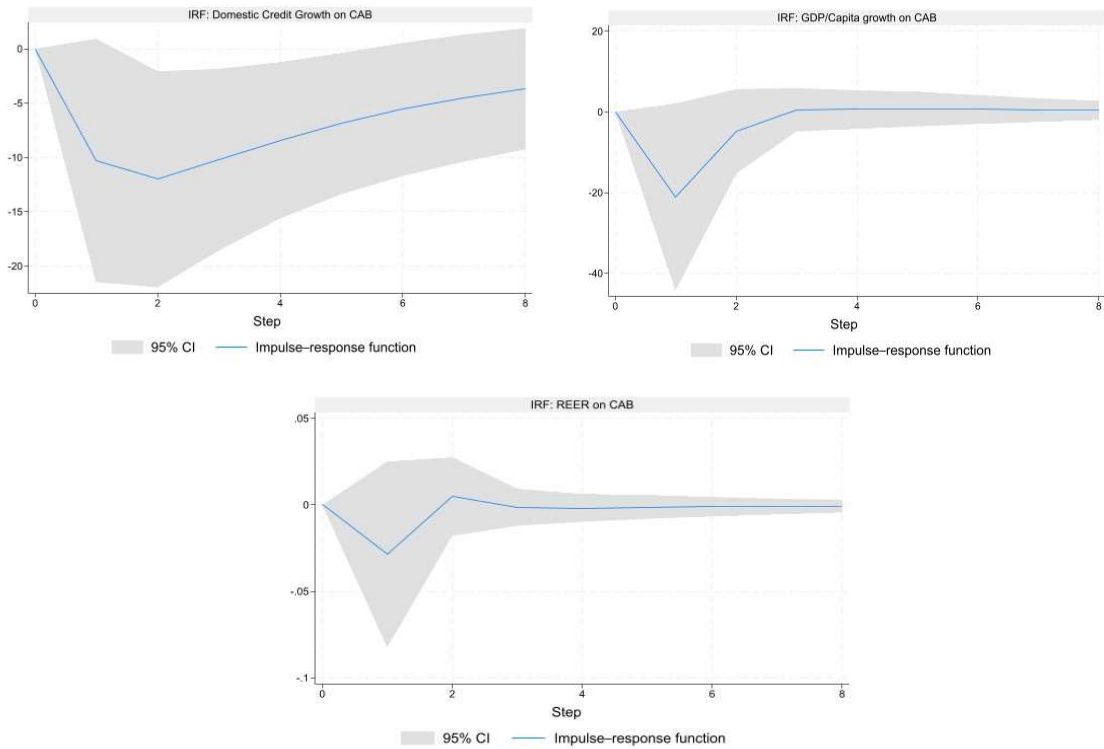 IRF: Domestic Credit Growth on CAB
0
-5
-10
-15
-20
0 2 4 6 8
Step
95% CI Impulse–response function
IRF: GDP/Capita growth on CAB
20
0
-20
-40
0 2 4 6 8
Step
95% CI Impulse–response function
IRF: REER on CAB
.05
0
-.05
-.1
0 2 4 6 8
Step
95% CI Impulse–response function